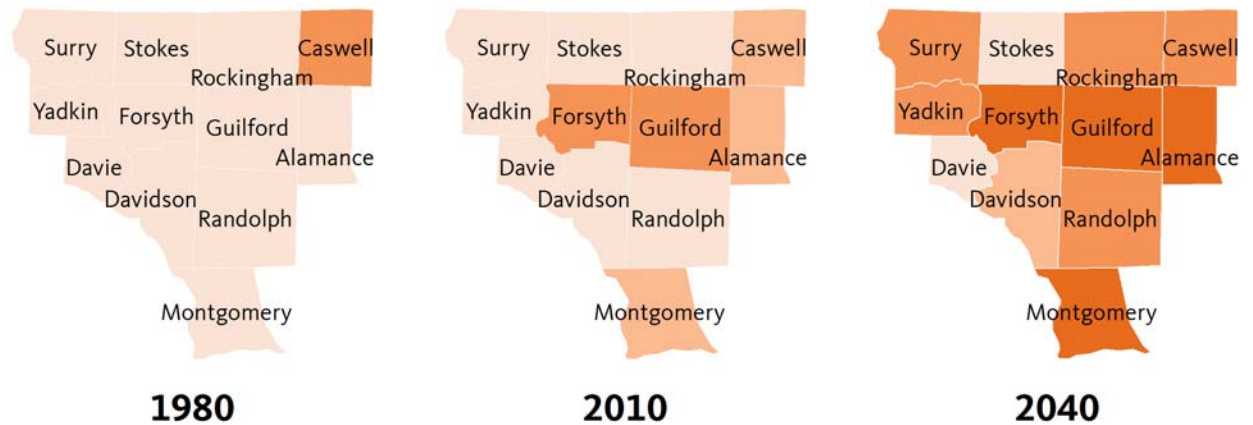 Surry
Stokes
Rockingham
Caswell
Yadkin
Forsyth
Guilford
Alamance
Davie
Davidson
Randolph
Montgomery
1980
Surry
Stokes
Rockingham
Caswell
Yadkin
Forsyth
Guilford
Alamance
Davie
Davidson
Randolph
Montgomery
2010
Surry
Stokes
Rockingham
Caswell
Yadkin
Forsyth
Guilford
Alamance
Davie
Davidson
Randolph
Montgomery
2040